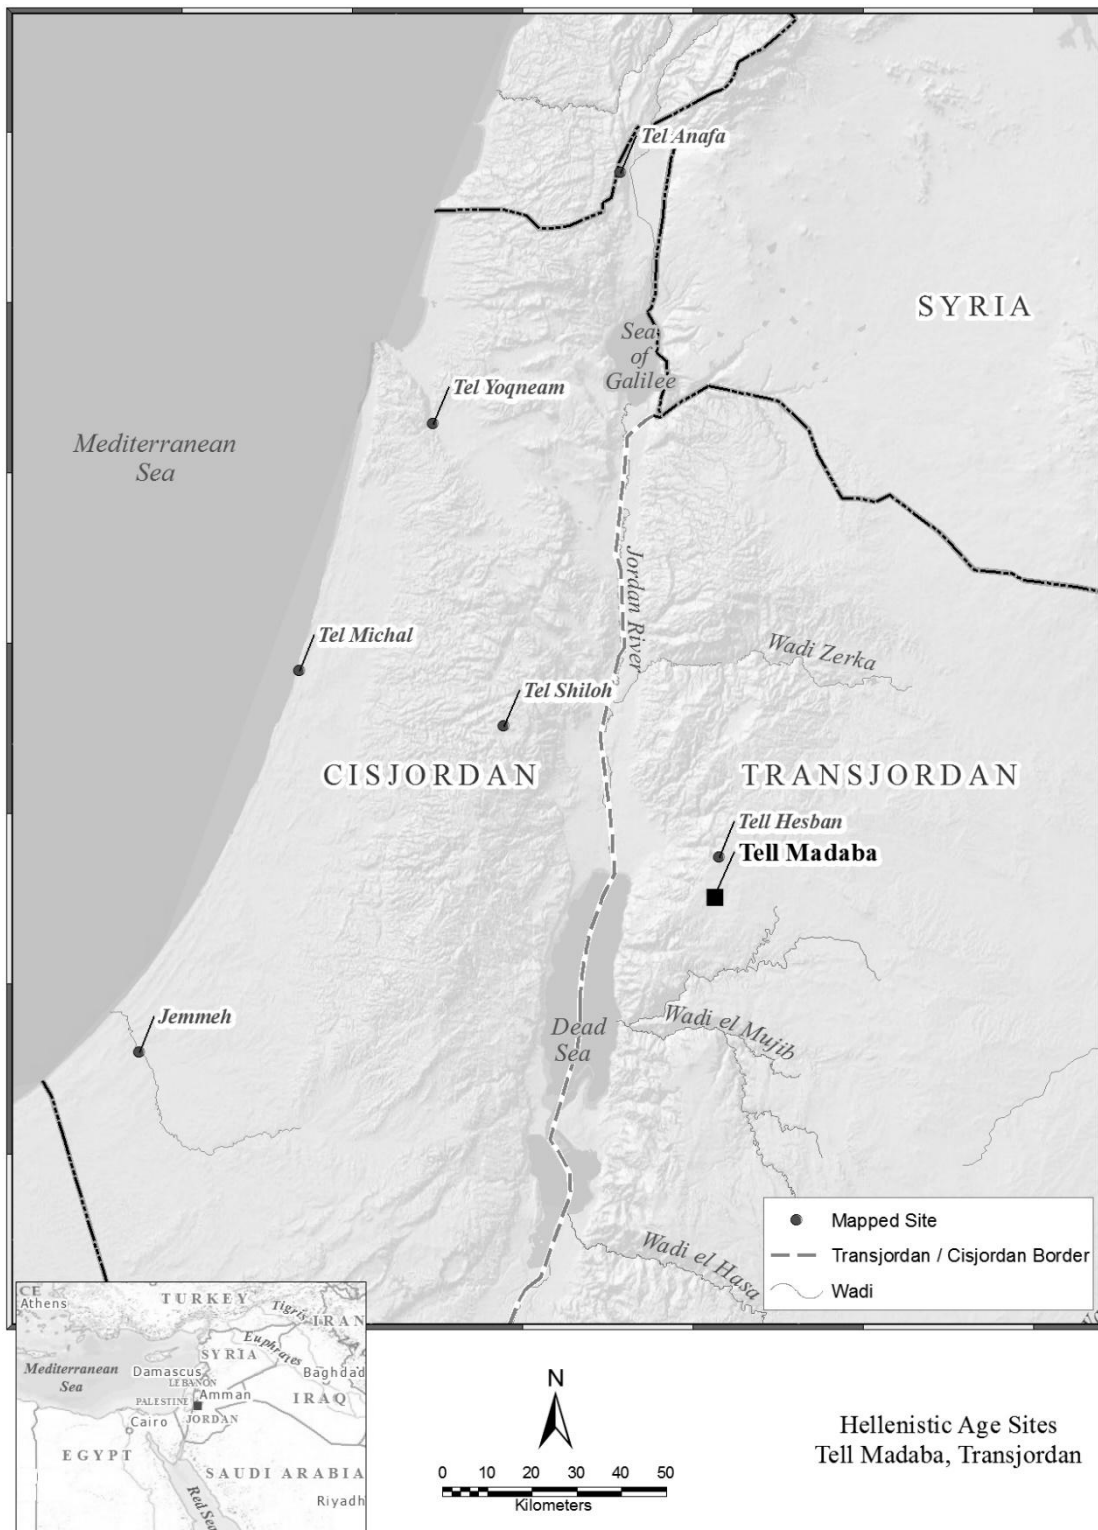 Tel Anafa
SYRIA
Sea
of
Galilee
Tel Yoqneam
Mediterranean
Sea
Jordan River
Tel Michal
Wadi Zerka
Tel Shiloh
CISJORDAN
TRANSJORDAN
Tell Hesban
Tell Madaba
Jemmeh
Dead
Sea
Wadi el Mujib
Wadi el Hasa
Mapped Site
Transjordan / Cisjordan Border
Wadi
CE
Athens
TURKEY
Tigris
IRAN
Euphrates
SYRIA
Mediterranean
Sea
Damascus
LEBANON
Baghdad
PALESTINE
Amman
IRAQ
JORDAN
Cairo
EGYPT
SAUDI ARABIA
Red Sea
Riyadh
N
0 10 20 30 40 50
Kilometers
Hellenistic Age Sites
Tell Madaba, Transjordan